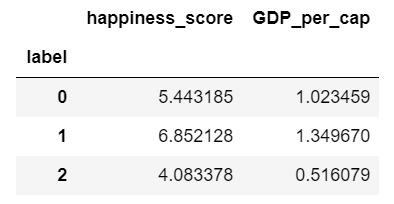 happiness_score GDP_per_cap
label
0 5.443185 1.023459
1 6.852128 1.349670
2 4.083378 0.516079